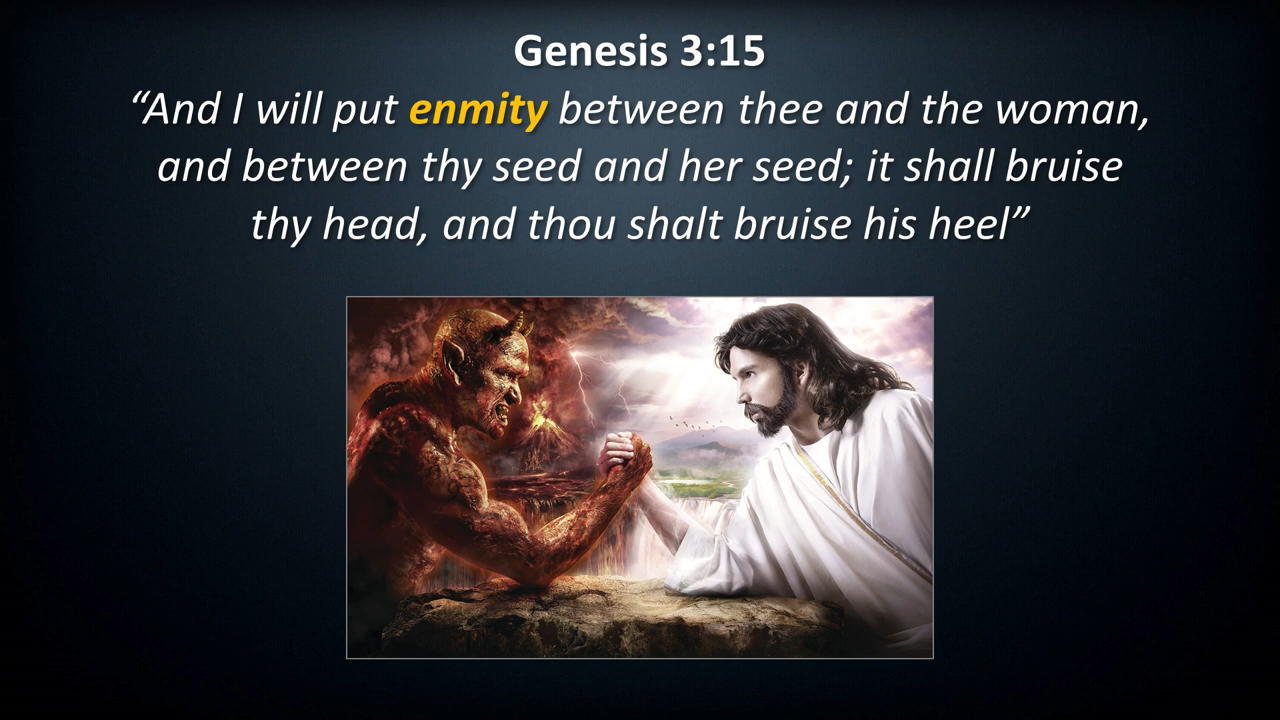 Genesis 3:15
“And I will put enmity between thee and the woman,
and between thy seed and her seed; it shall bruise
thy head, and thou shalt bruise his heel”